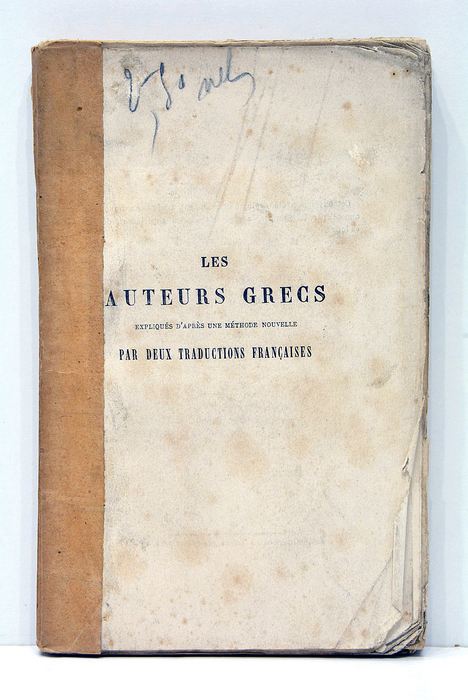 LES
AUTEURS GRECS
EXPLIQUÉS D'APRÈS UNE MÉTHODE NOUVELLE
PAR DEUX TRADUCTIONS FRANÇAISES